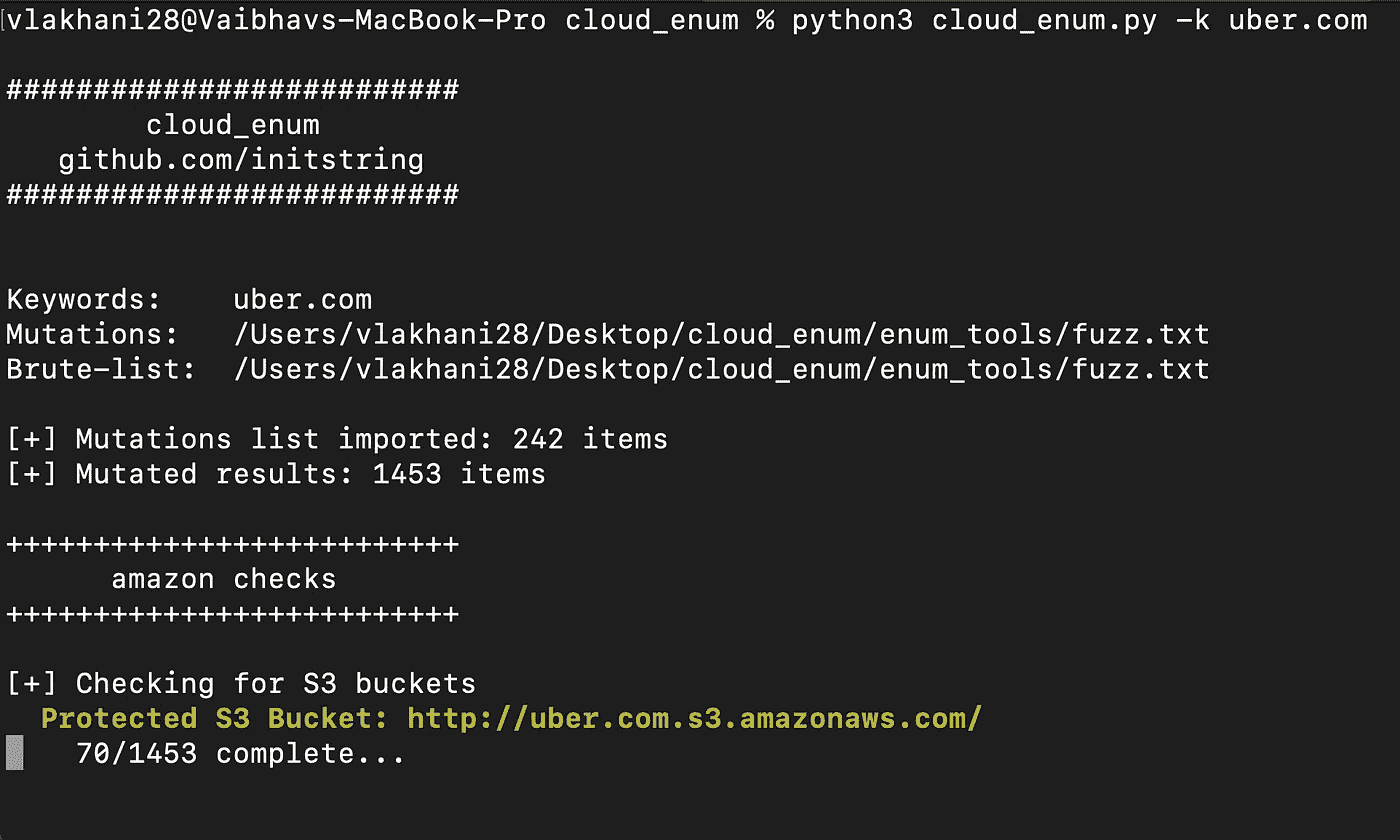 [vlakhani28@Vaibhavs-MacBook-Pro cloud_enum % python3 cloud_enum.py -k uber.com
##########################
cloud_enum
github.com/initstring
##########################
Keywords: uber.com
Mutations: /Users/vlakhani28/Desktop/cloud_enum/enum_tools/fuzz.txt
Brute-list: /Users/vlakhani28/Desktop/cloud_enum/enum_tools/fuzz.txt
[+] Mutations list imported: 242 items
[+] Mutated results: 1453 items
++++++++++++++++++++++++++
amazon checks
++++++++++++++++++++++++++
[+] Checking for S3 buckets
Protected S3 Bucket: http://uber.com.s3.amazonaws.com/
70/1453 complete...